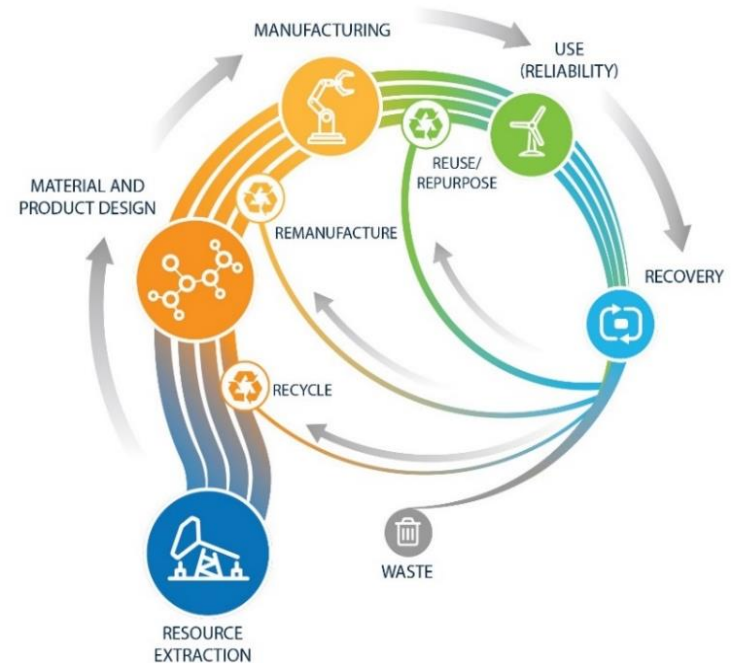 MANUFACTURING
USE
(RELIABILITY)
REUSE/
REPURPOSE
MATERIAL AND
PRODUCT DESIGN
REMANUFACTURE
RECOVERY
RECYCLE
WASTE
RESOURCE
EXTRACTION